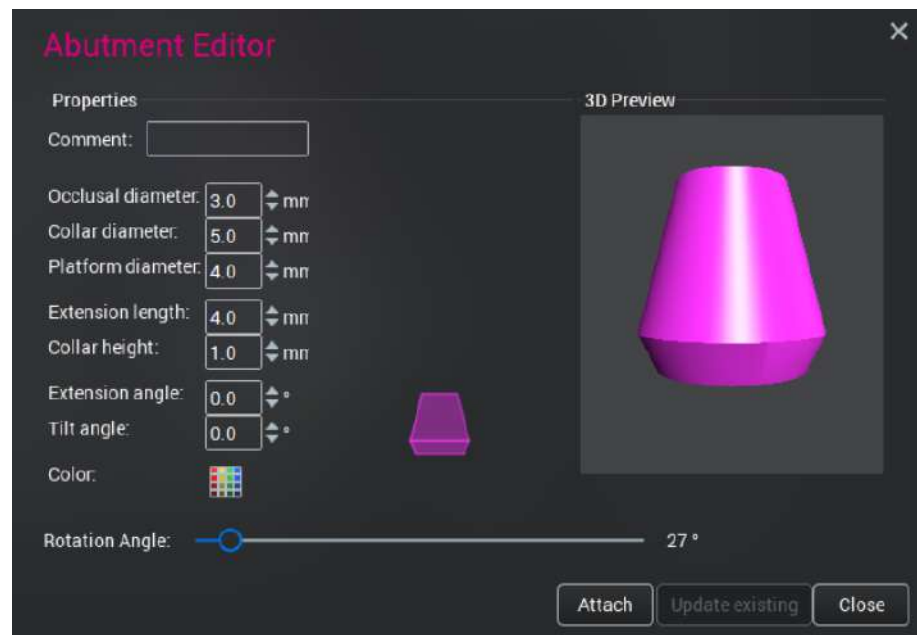 Abutment Editor
Properties
3D Preview
Comment:
Occlusal diameter: 3.0 mm
Collar diameter: 5.0 mm
Platform diameter: 4.0 mm
Extension length: 4.0 mm
Collar height: 1.0 mm
Extension angle: 0.0 °
Tilt angle: 0.0 °
Color:
Rotation Angle: 27 °
Attach Update existing Close